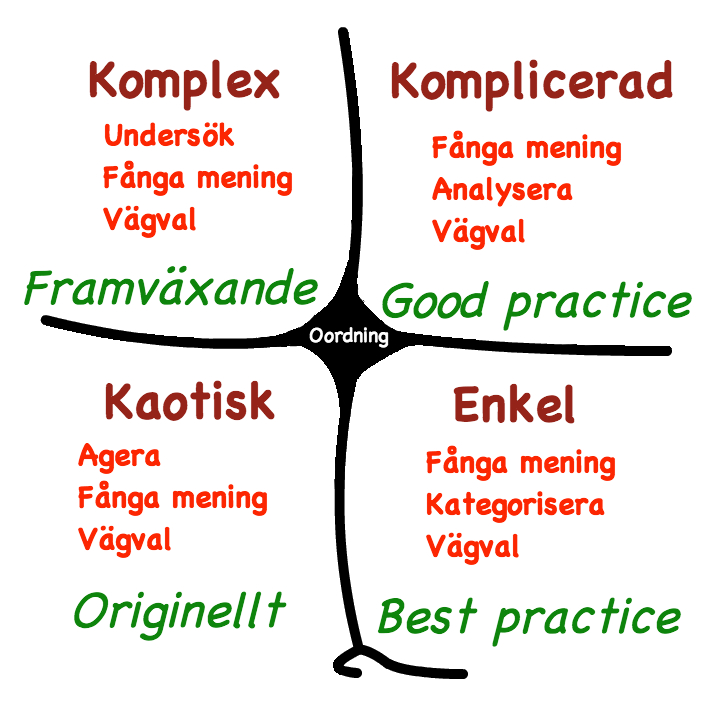 Komplex
Undersök
Fånga mening
Vägval
Framväxande
Komplicerad
Fånga mening
Analysera
Vägval
Good practice
Oordning
Kaotisk
Agera
Fånga mening
Vägval
Originellt
Enkel
Fånga mening
Kategorisera
Vägval
Best practice